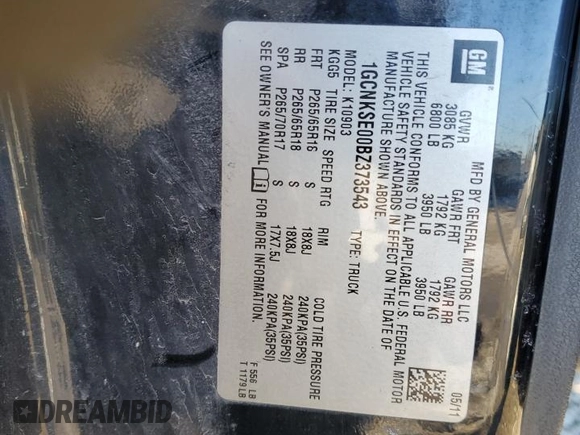 GM
MFD BY GENERAL MOTORS LLC
05/11
GVWR GAWR FRT GAWR RR
3085 KG 1792 KG 1792 KG
6800 LB 3950 LB 3950 LB
THIS VEHICLE CONFORMS TO ALL APPLICABLE U.S. FEDERAL MOTOR
VEHICLE SAFETY STANDARDS IN EFFECT ON THE DATE OF
MANUFACTURE SHOWN ABOVE.
1GCNKSE00BZ373543 TYPE: TRUCK
MODEL: K10903
KGG5 TIRE SIZE SPEED RTG RIM COLD TIRE PRESSURE
FRT P265/65R18 S 18X8J 240KPA(35PSI)
RR P265/65R18 S 18X8J 240KPA(35PSI)
SPA P265/70R17 S 17X7.5J 240KPA(35PSI)
SEE OWNER'S MANUAL FOR MORE INFORMATION.
F 556 LB
T 1179LB
DREAMBID